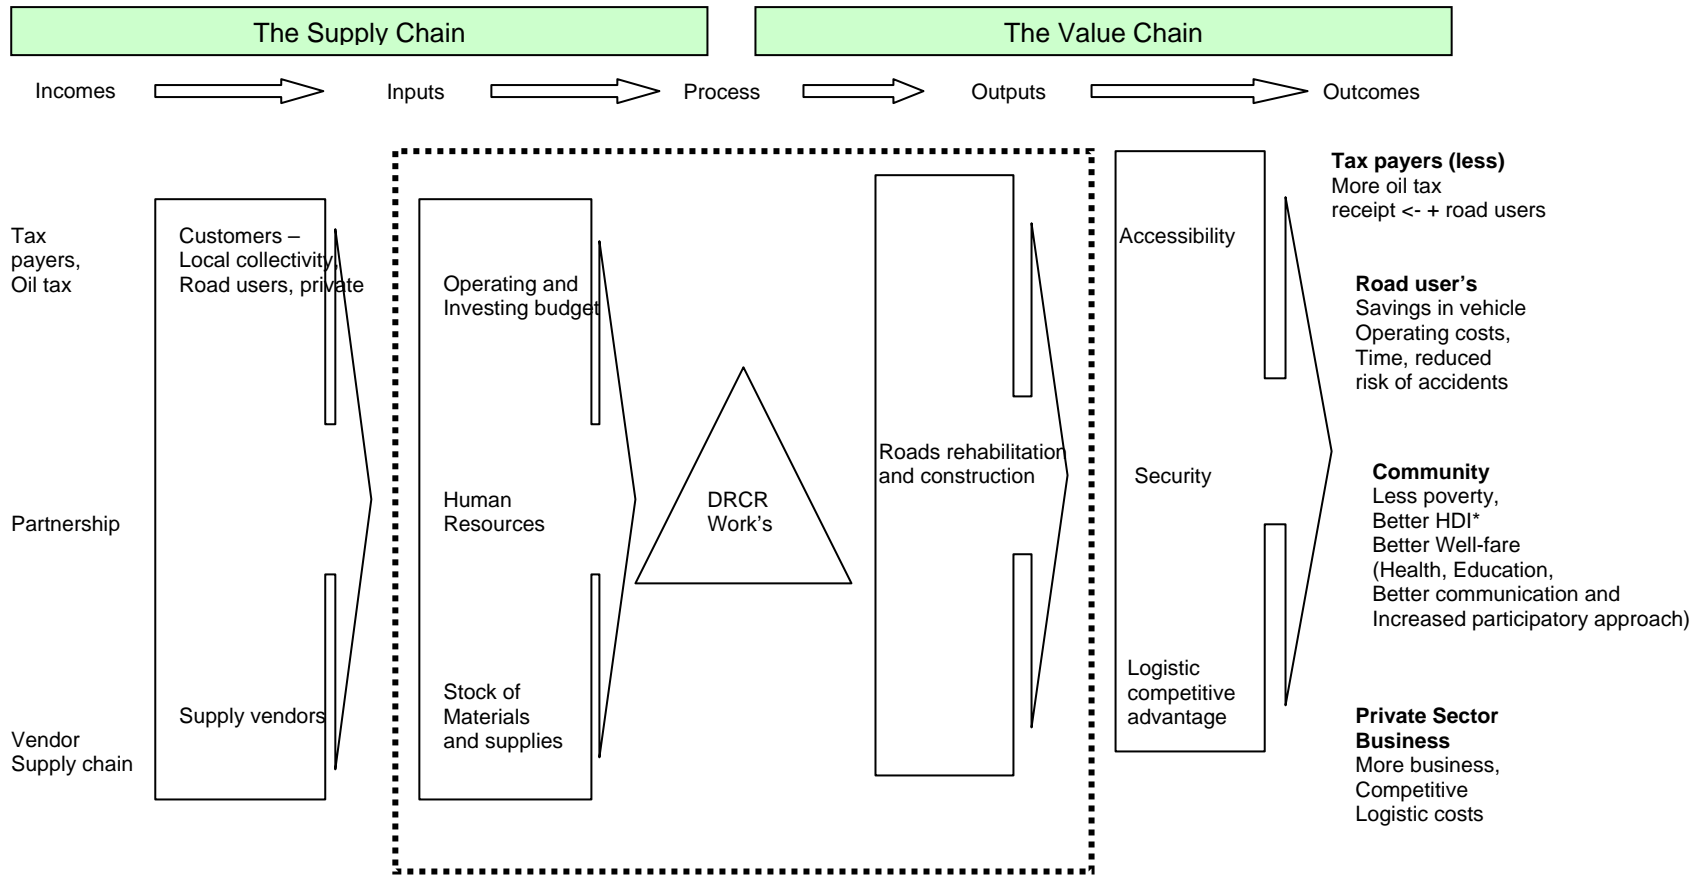 The Supply Chain
The Value Chain
Incomes
Inputs
Process
Outputs
Outcomes
Tax
payers,
Oil tax
Partnership
Vendor
Supply chain
Customers –
Local collectivity,
Road users, private
Supply vendors
Operating and
Investing budget
Human
Resources
Stock of
Materials
and supplies
DRCR
Work's
Roads rehabilitation
and construction
Accessibility
Security
Logistic
competitive
advantage
Tax payers (less)
More oil tax
receipt <- + road users
Road user's
Savings in vehicle
Operating costs,
Time, reduced
risk of accidents
Community
Less poverty,
Better HDI*
Better Well-fare
(Health, Education,
Better communication and
Increased participatory approach)
Private Sector
Business
More business,
Competitive
Logistic costs